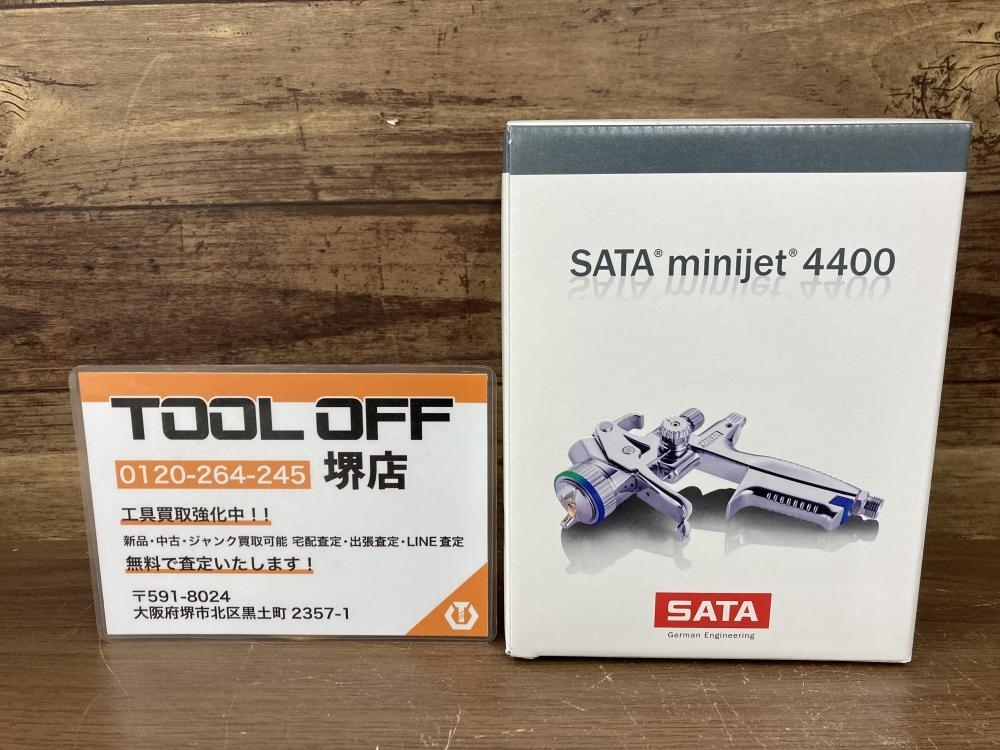 TOOL OFF
0120-264-245 堺店
工具買取強化中！！
新品・中古・ジャンク買取可能 宅配査定・出張査定・LINE査定
無料で査定いたします！
〒591-8024
大阪府堺市北区黒土町 2357-1
SATA® minijet® 4400
SATA
SATA
German Engineering